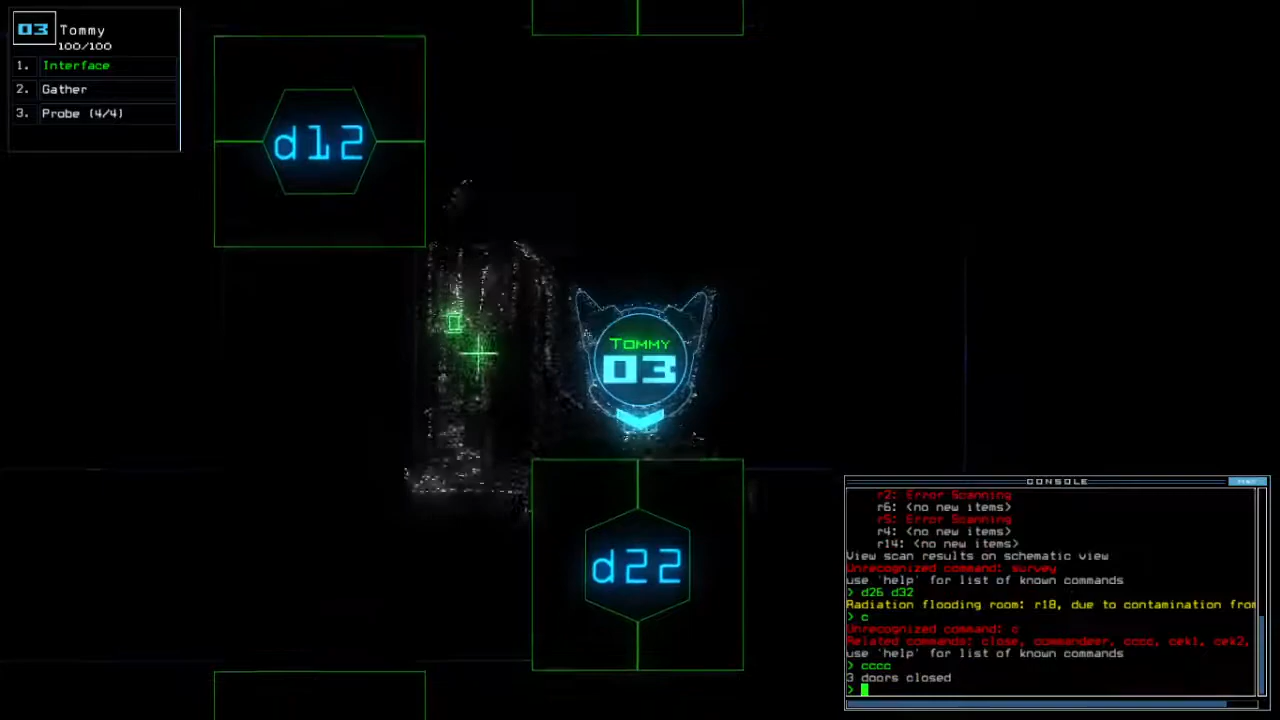 03 Tommy
100/100
1. Interface
2. Gather
3. Probe (4/4)
d12
TOMMY
03
d22
CONSOLE
r2: Error Scanning
r6: <no new items>
r5: Error Scanning
r4: <no new items>
r14: <no new items>
View scan results on schematic view
Unrecognized command: survey
use 'help' for list of known commands
> d26 d32
Radiation flooding room: r18, due to contamination from
> c
Unrecognized command: c
Related commands: close, commandeer, cccc, cek1, cek2,
use 'help' for list of known commands
> cccc
3 doors closed
>